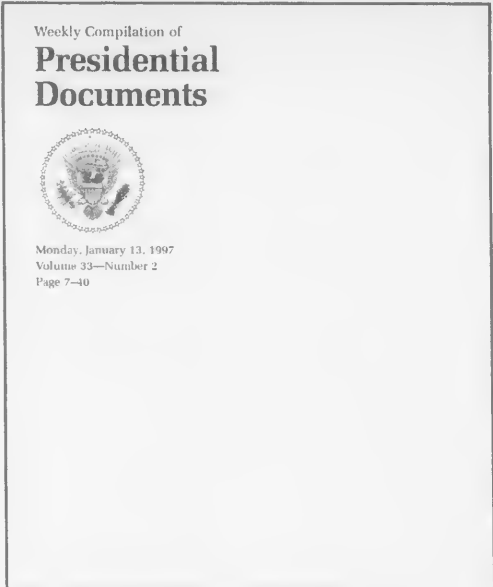 Weekly Compilation of
Presidential
Documents
Monday, January 13, 1997
Volume 33—Number 2
Page 7–40